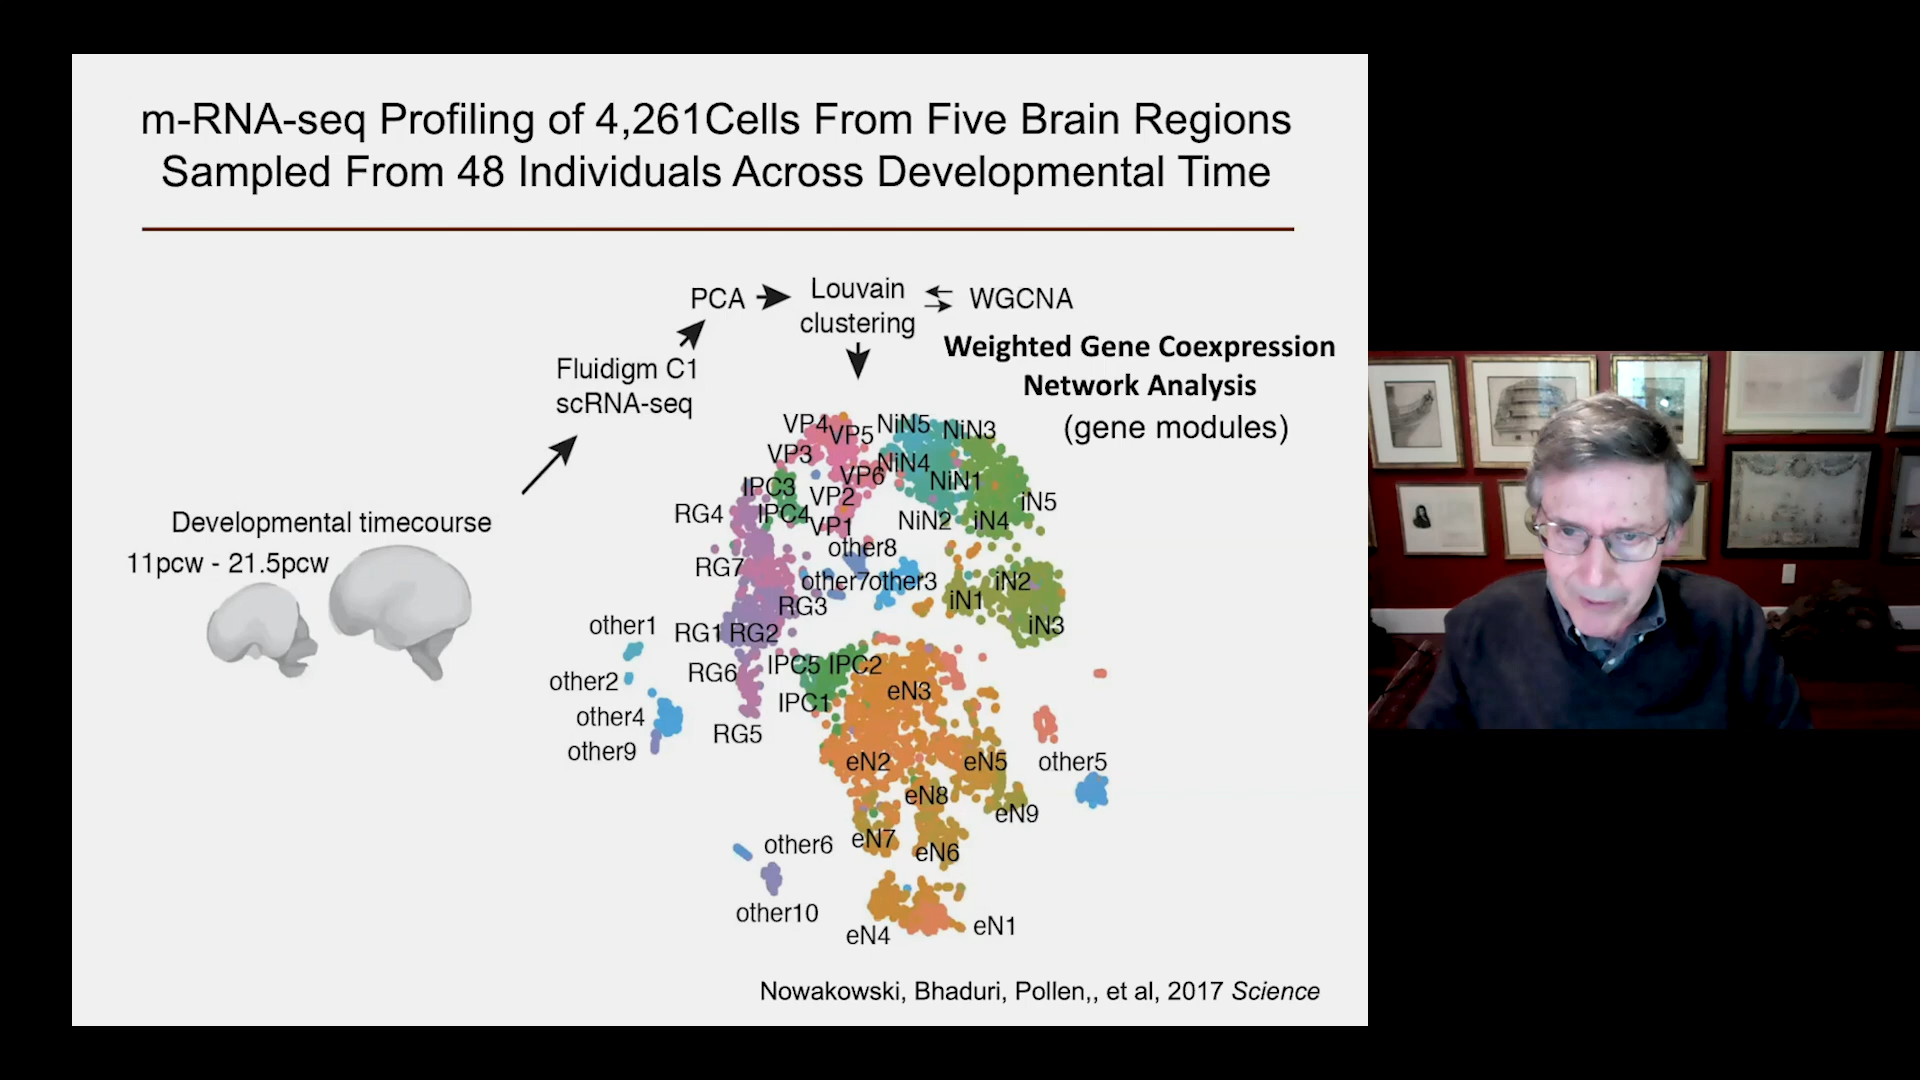 m-RNA-seq Profiling of 4,261Cells From Five Brain Regions
Sampled From 48 Individuals Across Developmental Time
PCA
Louvain
clustering
WGCNA
Weighted Gene Coexpression
Network Analysis
(gene modules)
Fluidigm C1
scRNA-seq
Developmental timecourse
11pcw - 21.5pcw
VP4
VP5
NiN5
NiN3
VP3
NiN4
VP6
NiN1
IPC3
VP2
iN5
RG4
IPC4
VP1
NiN2
iN4
other8
RG7
other7
other3
iN2
RG3
iN1
other1
RG1
RG2
iN3
other2
RG6
IPC5
IPC2
eN3
IPC1
other4
RG5
other9
eN2
eN5
other5
eN8
eN9
eN7
eN6
other6
other10
eN4
eN1
Nowakowski, Bhaduri, Pollen,, et al, 2017 Science